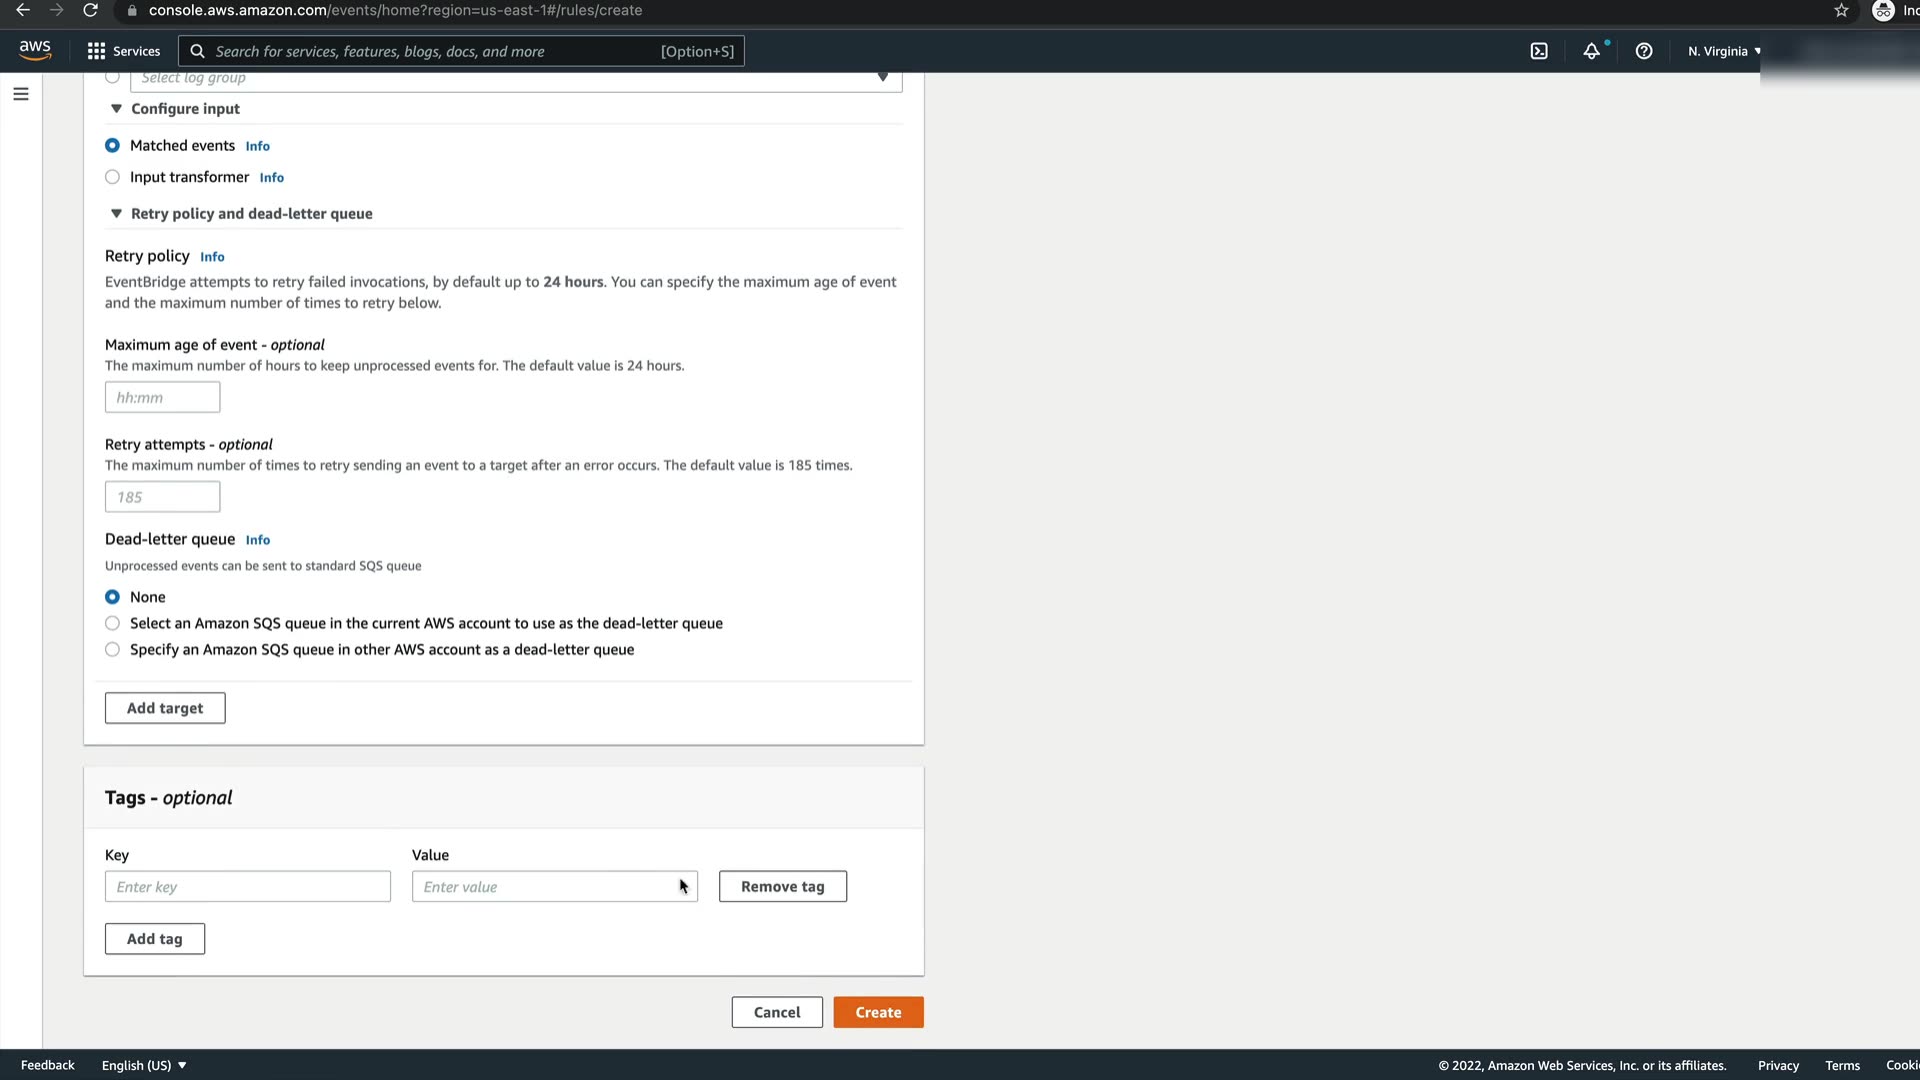 console.aws.amazon.com/events/home?region=us-east-1#/rules/create
aws
Services
Search for services, features, blogs, docs, and more
[Option+S]
N. Virginia
Select log group
Configure input
Matched events Info
Input transformer Info
Retry policy and dead-letter queue
Retry policy Info
EventBridge attempts to retry failed invocations, by default up to 24 hours. You can specify the maximum age of event
and the maximum number of times to retry below.
Maximum age of event - optional
The maximum number of hours to keep unprocessed events for. The default value is 24 hours.
hh:mm
Retry attempts - optional
The maximum number of times to retry sending an event to a target after an error occurs. The default value is 185 times.
185
Dead-letter queue Info
Unprocessed events can be sent to standard SQS queue
None
Select an Amazon SQS queue in the current AWS account to use as the dead-letter queue
Specify an Amazon SQS queue in other AWS account as a dead-letter queue
Add target
Tags - optional
Key Value
Enter key Enter value Remove tag
Add tag
Cancel Create
Feedback English (US) © 2022, Amazon Web Services, Inc. or its affiliates. Privacy Terms